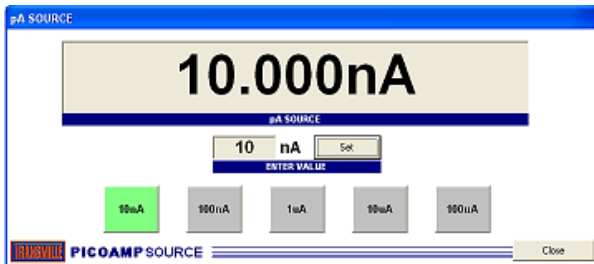 pA SOURCE
10.000nA
pA SOURCE
10 nA Set
ENTER VALUE
10nA 100nA 1uA 10uA 100uA
TRANSMILLE PICOAMP SOURCE Close